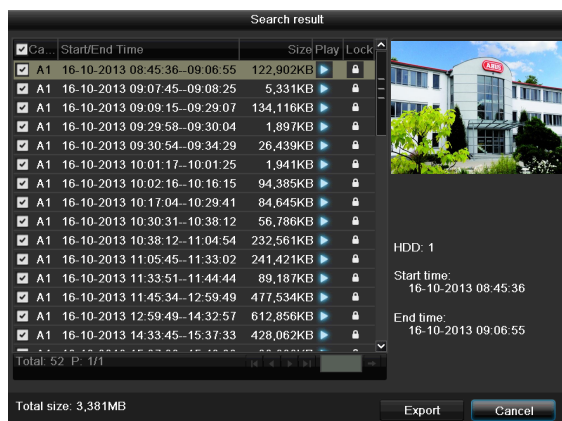 Search result
Ca... Start/End Time Size Play Lock
A1 16-10-2013 08:45:36--09:06:55 122,902KB
A1 16-10-2013 09:07:45--09:08:25 5,331KB
A1 16-10-2013 09:09:15--09:29:07 134,116KB
A1 16-10-2013 09:29:58--09:30:04 1,897KB
A1 16-10-2013 09:30:54--09:34:29 26,439KB
A1 16-10-2013 10:01:17--10:01:25 1,941KB
A1 16-10-2013 10:02:16--10:16:15 94,385KB
A1 16-10-2013 10:17:04--10:29:41 84,645KB
A1 16-10-2013 10:30:31--10:38:12 56,786KB
A1 16-10-2013 10:38:12--11:04:54 232,561KB
A1 16-10-2013 11:05:45--11:33:02 241,421KB
A1 16-10-2013 11:33:51--11:44:44 89,187KB
A1 16-10-2013 11:45:34--12:59:49 477,534KB
A1 16-10-2013 12:59:49--14:32:57 612,856KB
A1 16-10-2013 14:33:45--15:37:33 428,062KB
Total: 52 P: 1/1
ABUS
HDD: 1
Start time:
16-10-2013 08:45:36
End time:
16-10-2013 09:06:55
Total size: 3,381MB
Export
Cancel